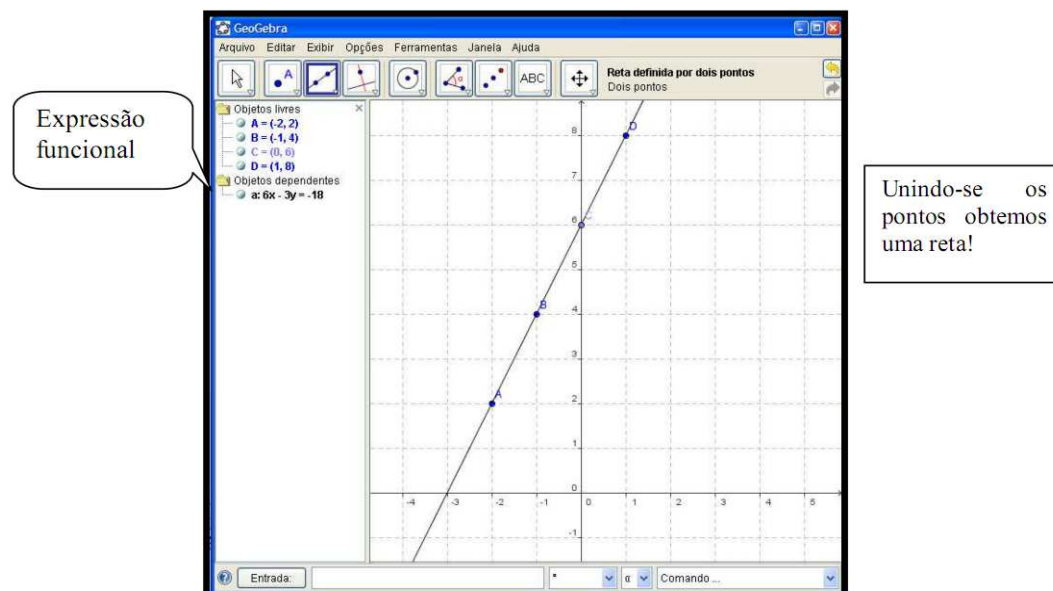 GeoGebra
Arquivo Editar Exibir Opções Ferramentas Janela Ajuda
A
α
ABC
Reta definida por dois pontos
Dois pontos
Expressão
funcional
Objetos livres
A = (-2, 2)
B = (-1, 4)
C = (0, 6)
D = (1, 8)
Objetos dependentes
a: 6x - 3y = -18
8
7
6
5
4
3
2
1
0
-1
-4 -3 -2 -1 0 1 2 3 4 5
D
C
B
A
Unindo-se os
pontos obtemos
uma reta!
Entrada: α Comando ...